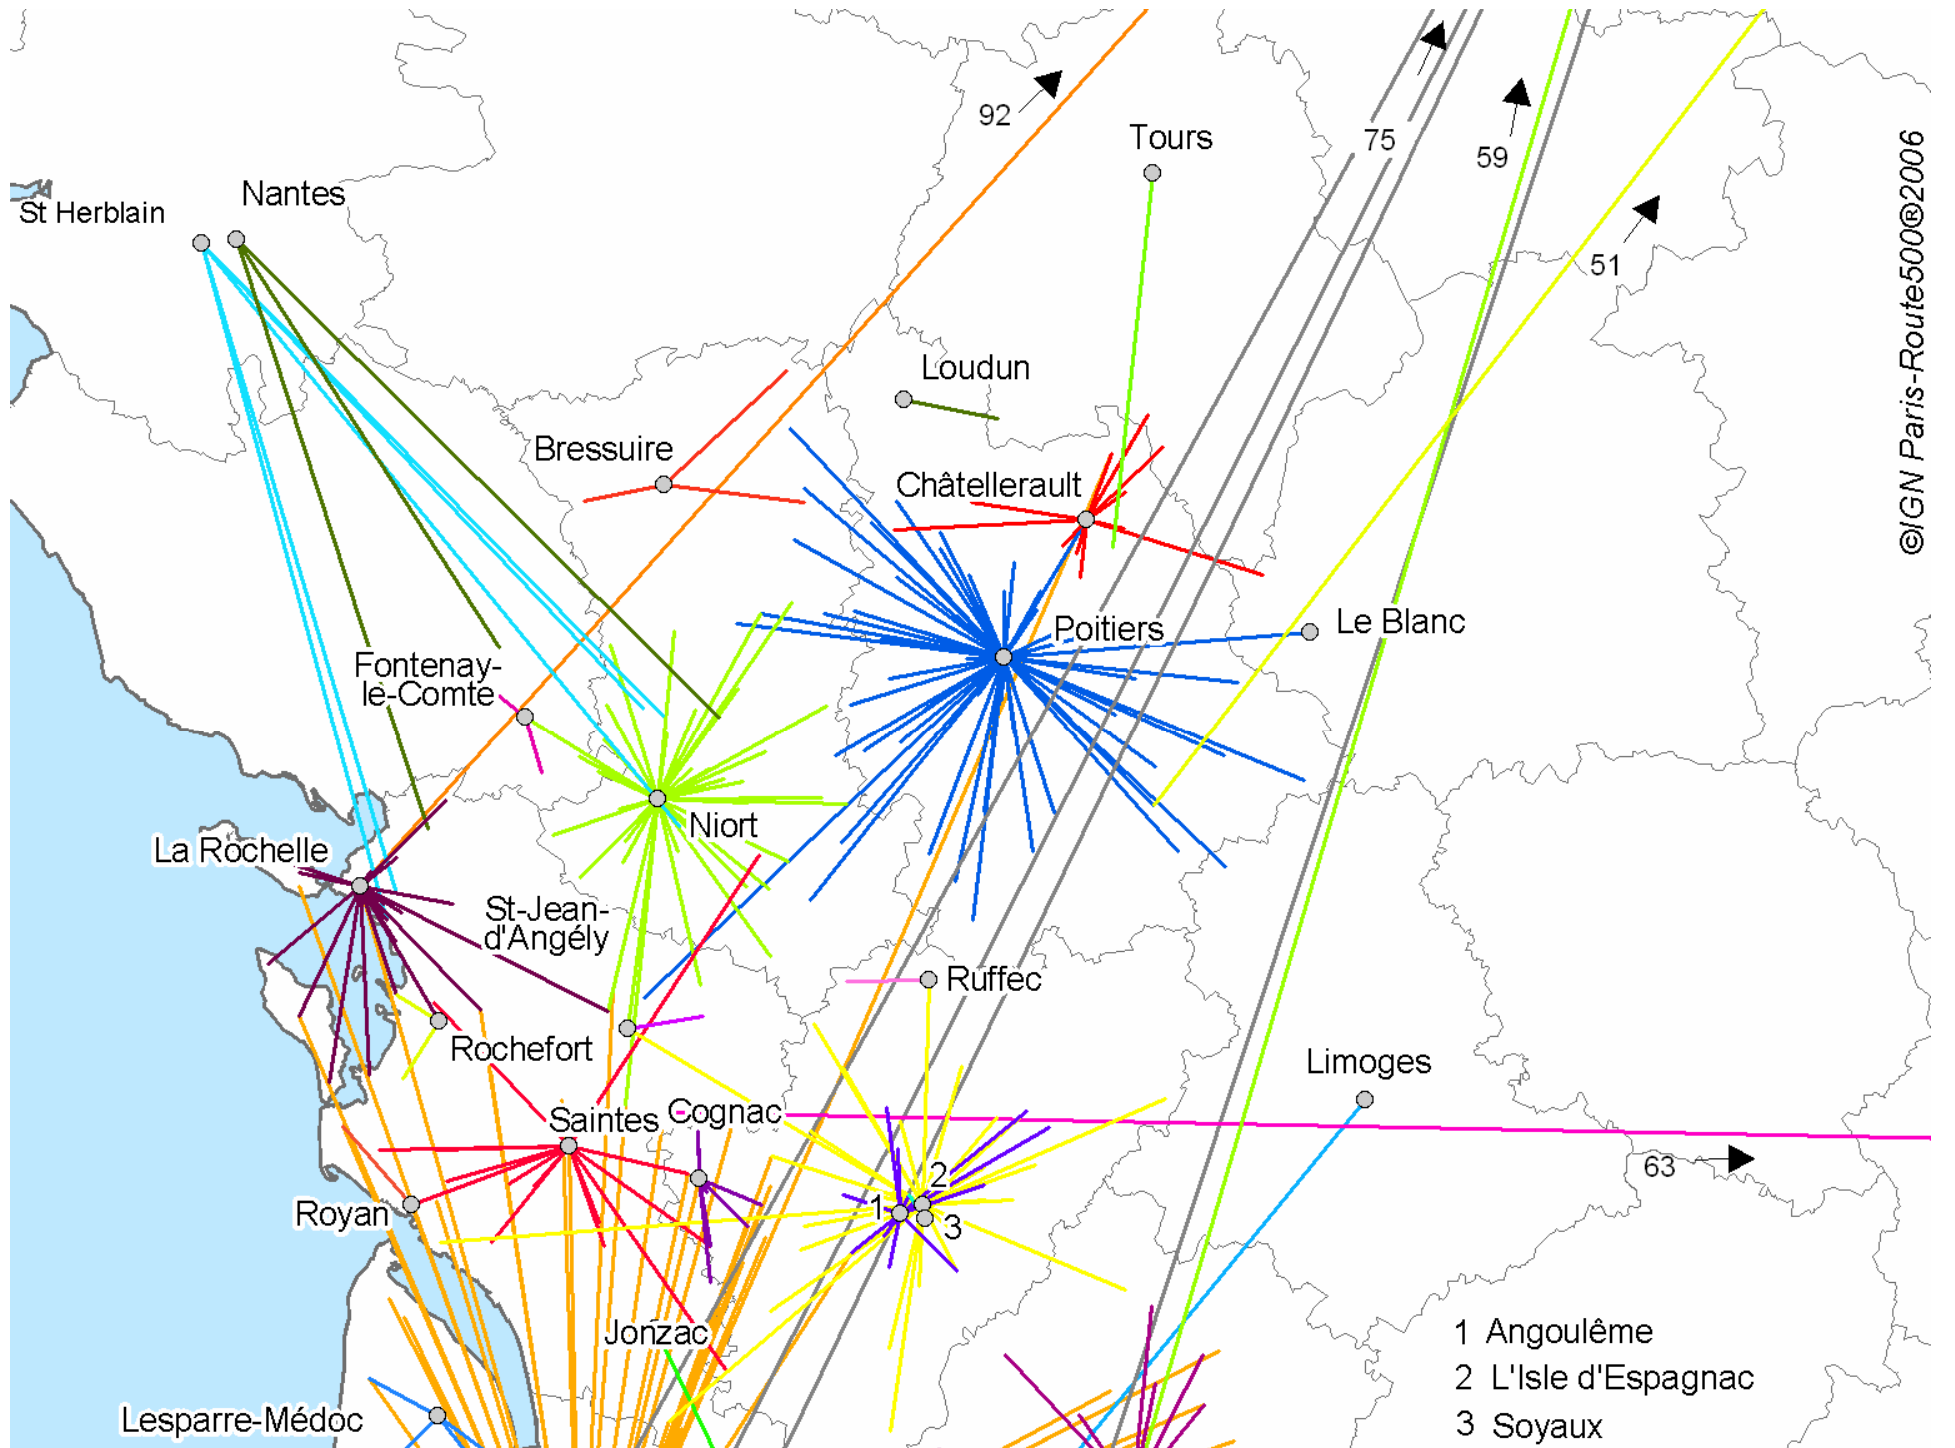 92
75
Tours
59
©IGN Paris-Route500®2006
Nantes
St Herblain
51
Loudun
Bressuire
Châtellerault
Poitiers
Le Blanc
Fontenay-
le-Comte
Niort
La Rochelle
St-Jean-
d'Angély
Ruffec
Rochefort
Limoges
Saintes
Cognac
63
2
1
3
Royan
Jonzac
1 Angoulême
2 L'Isle d'Espagnac
3 Soyaux
Lesparre-Médoc